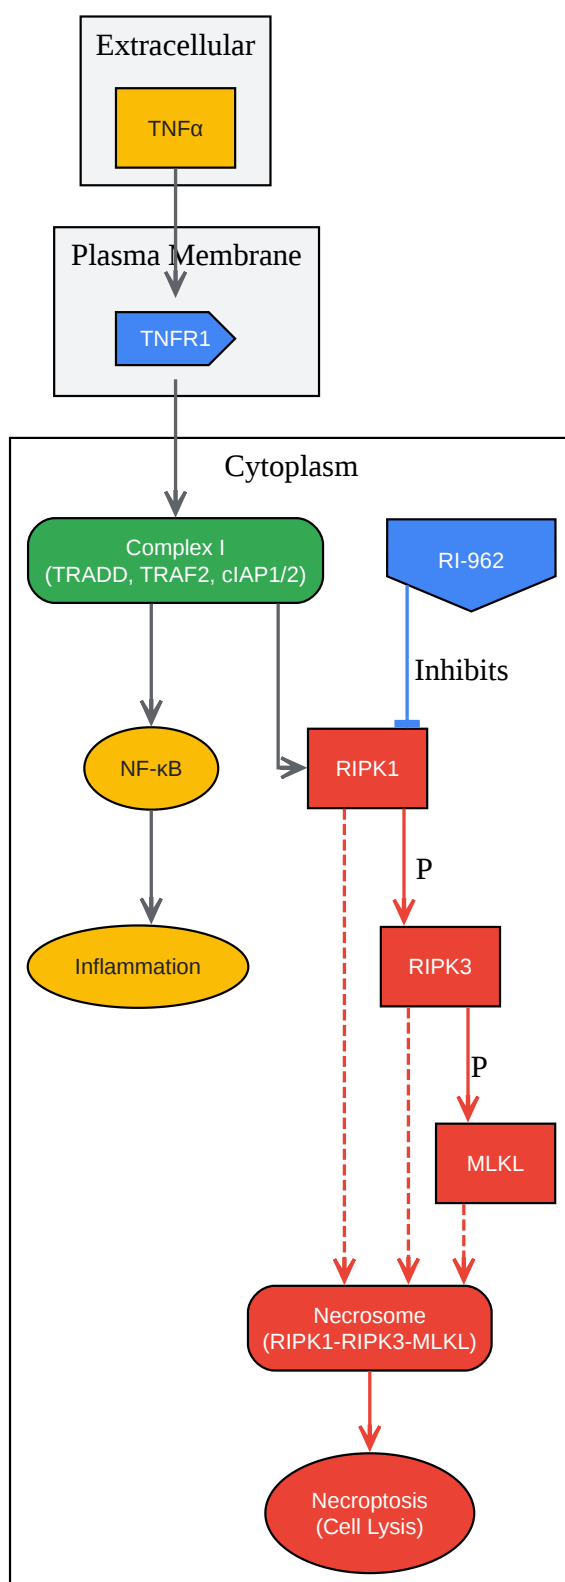 Extracellular
TNFα
Plasma Membrane
TNFR1
Cytoplasm
Complex I
(TRADD, TRAF2, cIAP1/2)
RI-962
Inhibits
NF-κB
RIPK1
P
Inflammation
RIPK3
P
MLKL
Necrosome
(RIPK1-RIPK3-MLKL)
Necroptosis
(Cell Lysis)